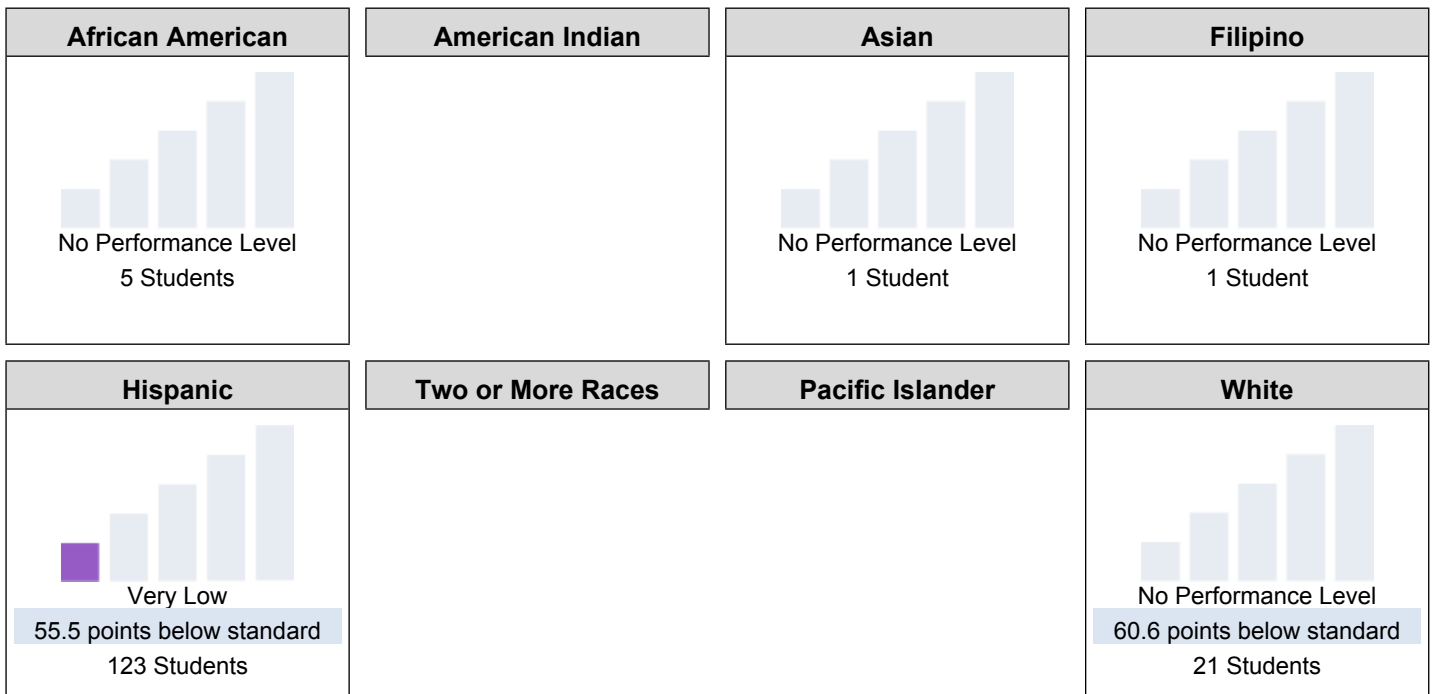 African American
No Performance Level
5 Students
American Indian
Asian
No Performance Level
1 Student
Filipino
No Performance Level
1 Student
Hispanic
Very Low
55.5 points below standard
123 Students
Two or More Races
Pacific Islander
White
No Performance Level
60.6 points below standard
21 Students